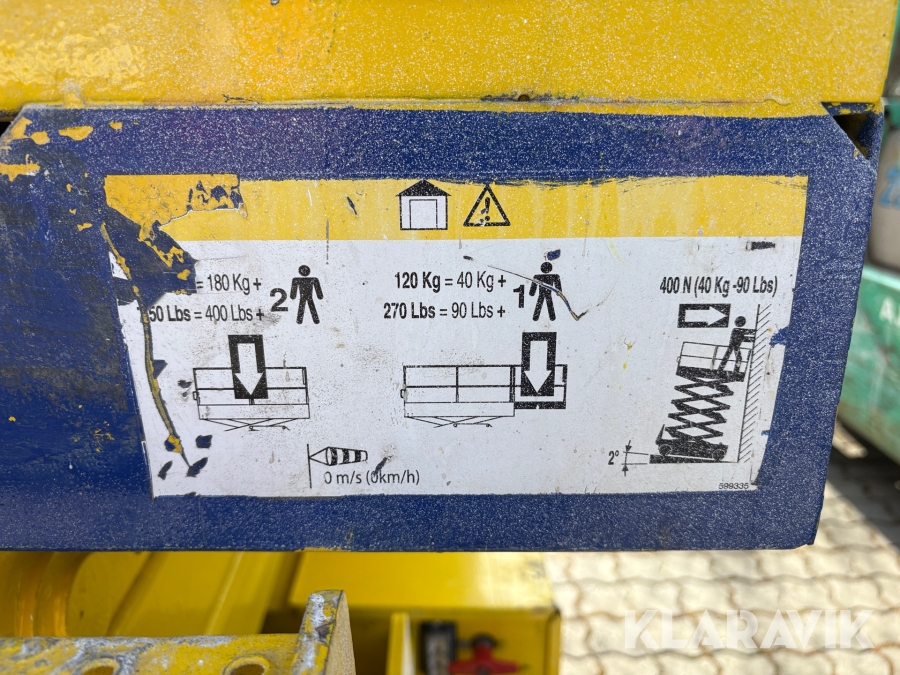 = 180 Kg +
50 Lbs = 400 Lbs +
2
120 Kg = 40 Kg +
270 Lbs = 90 Lbs +
1
400 N (40 Kg -90 Lbs)
2°
0 m/s (0km/h)
599335
KLARAVIK